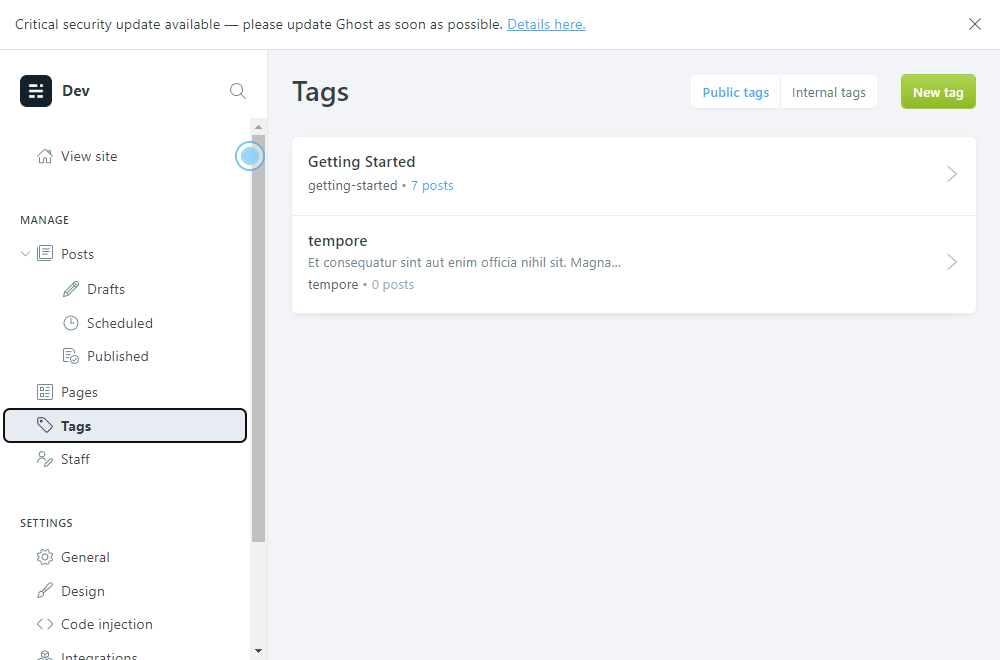 Critical security update available — please update Ghost as soon as possible. Details here.
Dev
View site
MANAGE
Posts
Drafts
Scheduled
Published
Pages
Tags
Staff
SETTINGS
General
Design
Code injection
Integrations
Tags
Public tags
Internal tags
New tag
Getting Started
getting-started • 7 posts
tempore
Et consequatur sint aut enim officia nihil sit. Magna...
tempore • 0 posts